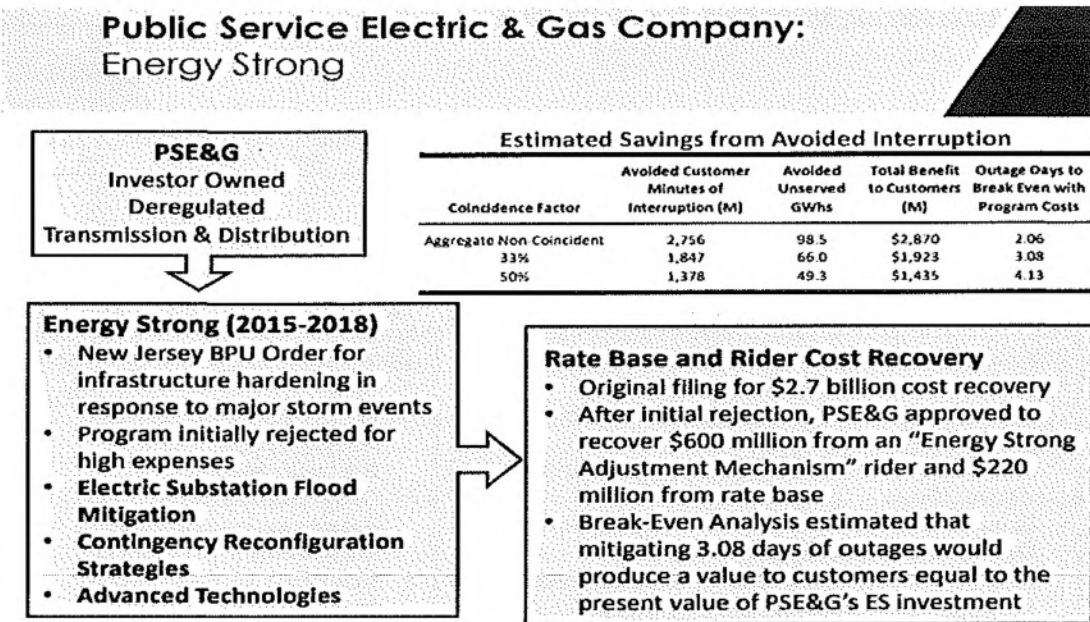 Public Service Electric & Gas Company:
Energy Strong
PSE&G
Investor Owned
Deregulated
Transmission & Distribution
Estimated Savings from Avoided Interruption
Coincidence Factor Avoided Customer Minutes of Interruption (M) Avoided Unserved GWhs Total Benefit to Customers (M) Outage Days to Break Even with Program Costs
Aggregate Non-Coincident 2,756 98.5 $2,870 2.06
33% 1,847 66.0 $1,923 3.08
50% 1,378 49.3 $1,435 4.13
Energy Strong (2015-2018)
• New Jersey BPU Order for
infrastructure hardening in
response to major storm events
• Program initially rejected for
high expenses
• Electric Substation Flood
Mitigation
• Contingency Reconfiguration
Strategies
• Advanced Technologies
Rate Base and Rider Cost Recovery
• Original filing for $2.7 billion cost recovery
• After initial rejection, PSE&G approved to
recover $600 million from an “Energy Strong
Adjustment Mechanism” rider and $220
million from rate base
• Break-Even Analysis estimated that
mitigating 3.08 days of outages would
produce a value to customers equal to the
present value of PSE&G’s ES investment